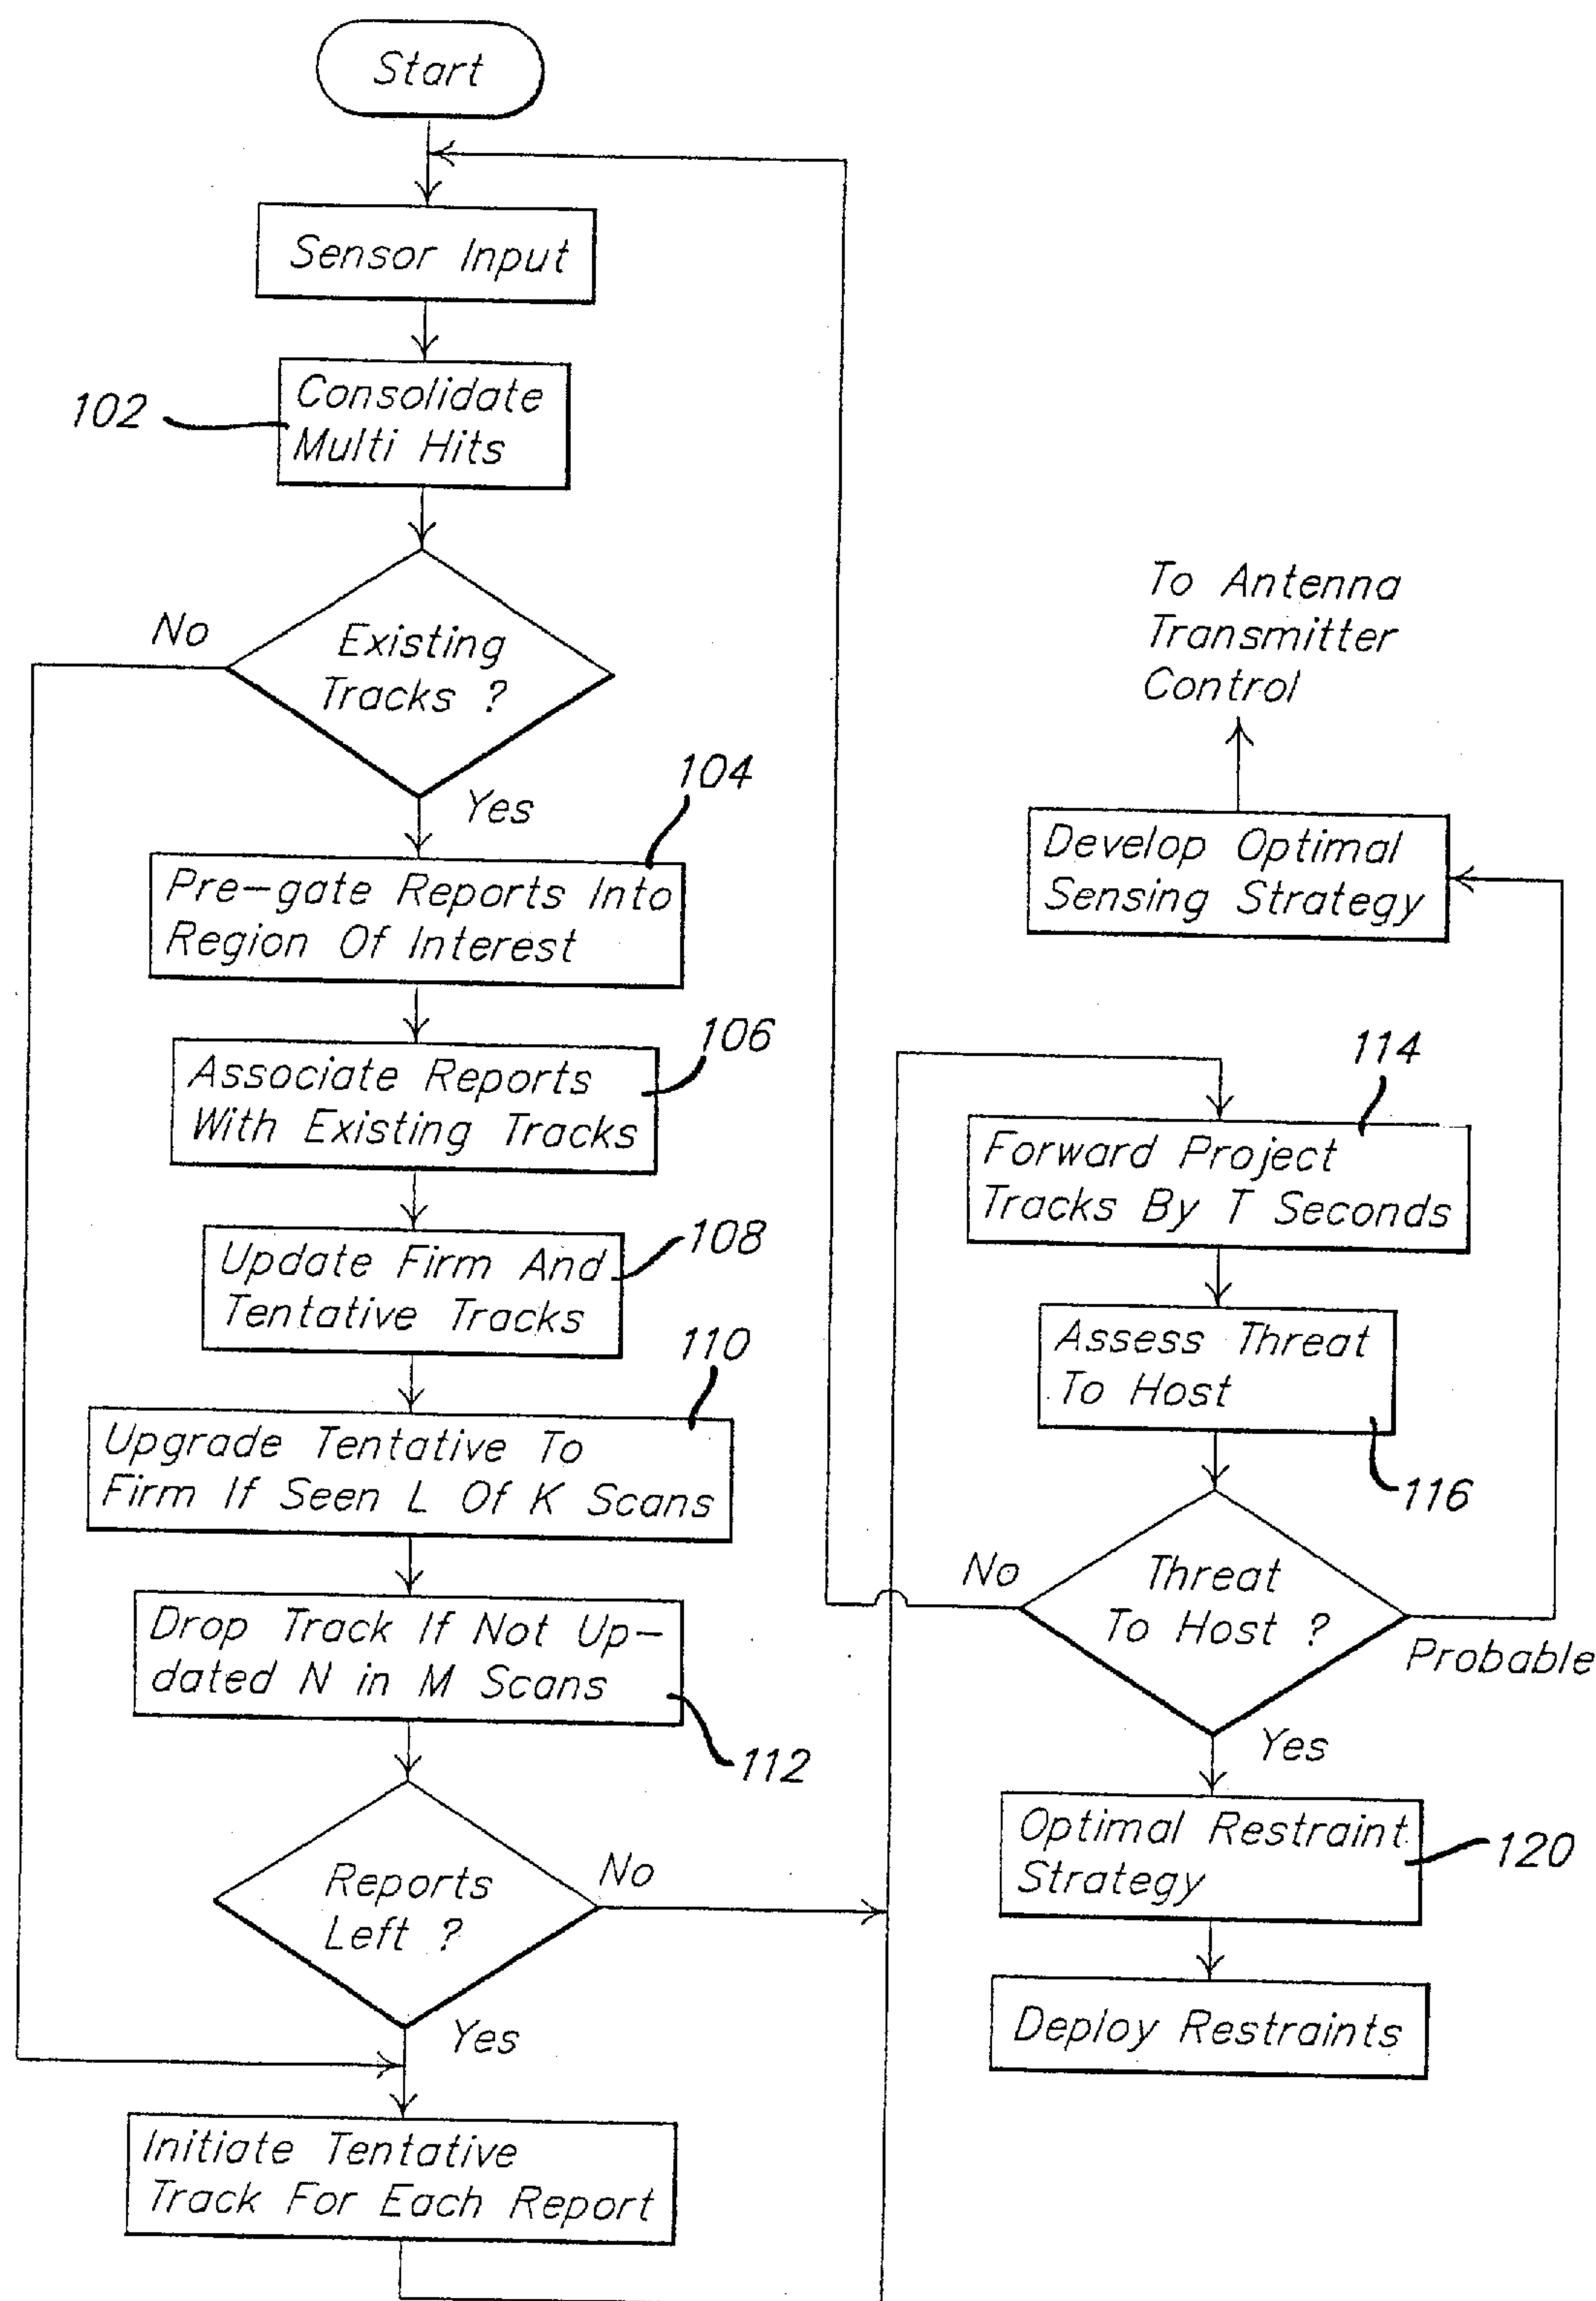 Start
Sensor Input
102
Consolidate
Multi Hits
No
Existing
Tracks ?
Yes
104
Pre-gate Reports Into
Region Of Interest
106
Associate Reports
With Existing Tracks
108
Update Firm And
Tentative Tracks
110
Upgrade Tentative To
Firm If Seen L Of K Scans
Drop Track If Not Up-
dated N in M Scans
112
Reports
Left ?
No
Yes
Initiate Tentative
Track For Each Report
To Antenna
Transmitter
Control
Develop Optimal
Sensing Strategy
114
Forward Project
Tracks By T Seconds
Assess Threat
To Host
116
No
Threat
To Host ?
Probable
Yes
Optimal Restraint
Strategy
120
Deploy Restraints